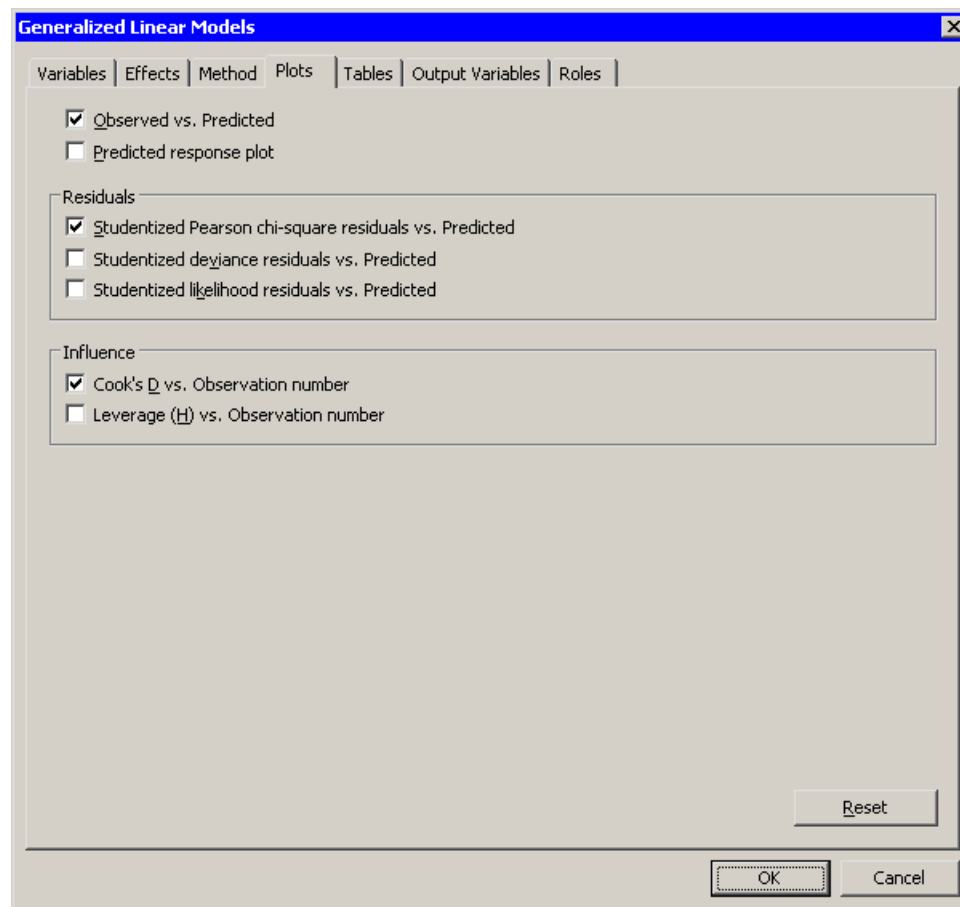 Generalized Linear Models
Variables Effects Method Plots Tables Output Variables Roles
Observed vs. Predicted
Predicted response plot
Residuals
Studentized Pearson chi-square residuals vs. Predicted
Studentized deviance residuals vs. Predicted
Studentized likelihood residuals vs. Predicted
Influence
Cook's D vs. Observation number
Leverage (H) vs. Observation number
Reset
OK Cancel